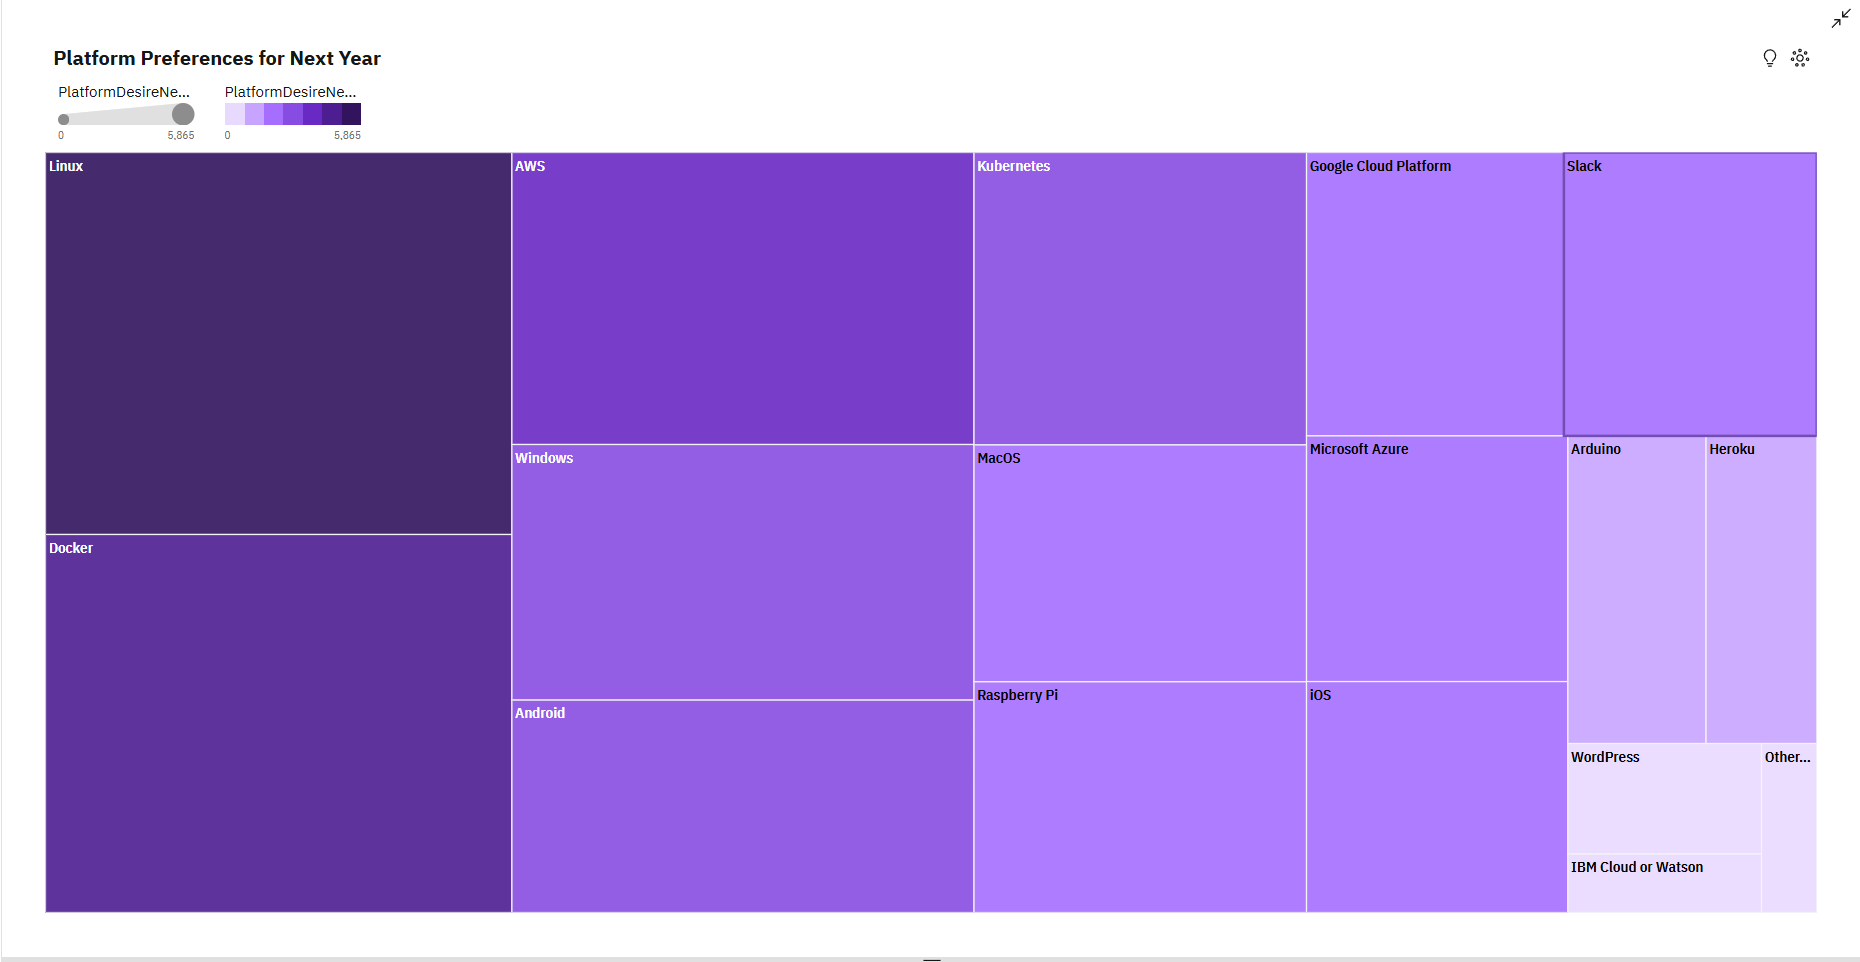 Platform Preferences for Next Year
PlatformDesireNe... PlatformDesireNe...
0 5,865 0 5,865
Linux
AWS
Kubernetes
Google Cloud Platform
Slack
Microsoft Azure
Arduino
Heroku
Windows
MacOS
Docker
Raspberry Pi
iOS
Android
WordPress
Other...
IBM Cloud or Watson